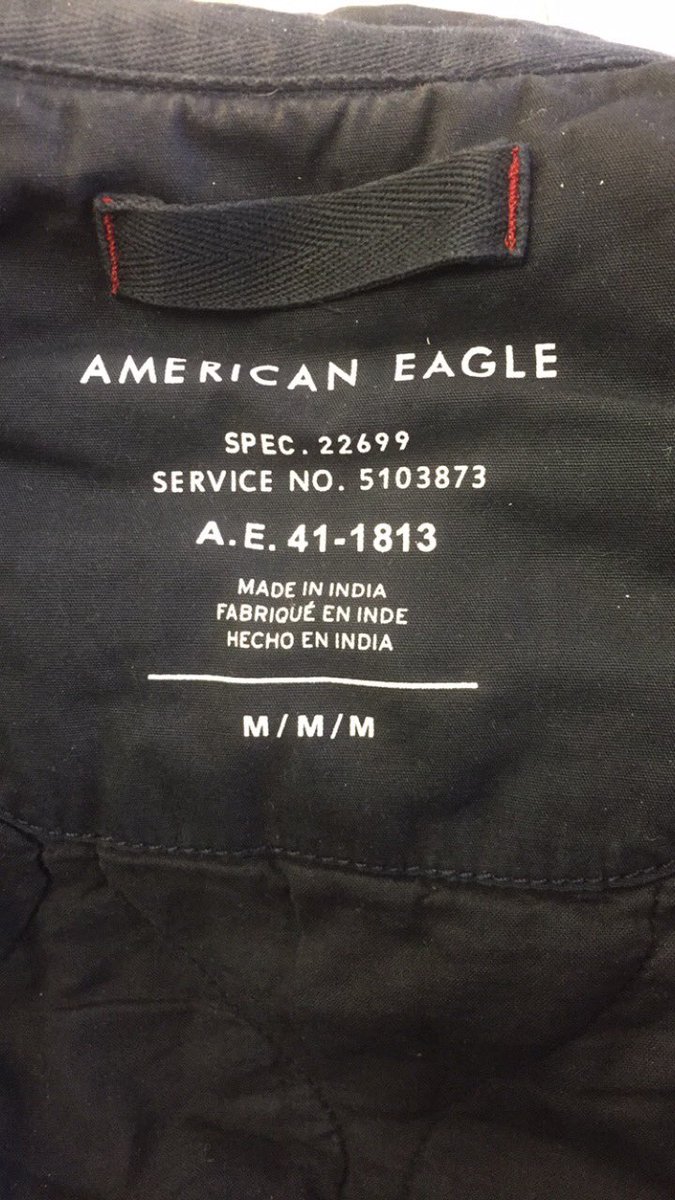 AMERICAN EAGLE
SPEC. 22699
SERVICE NO. 5103873
A.E. 41-1813
MADE IN INDIA
FABRIQUÉ EN INDE
HECHO EN INDIA
M/M/M